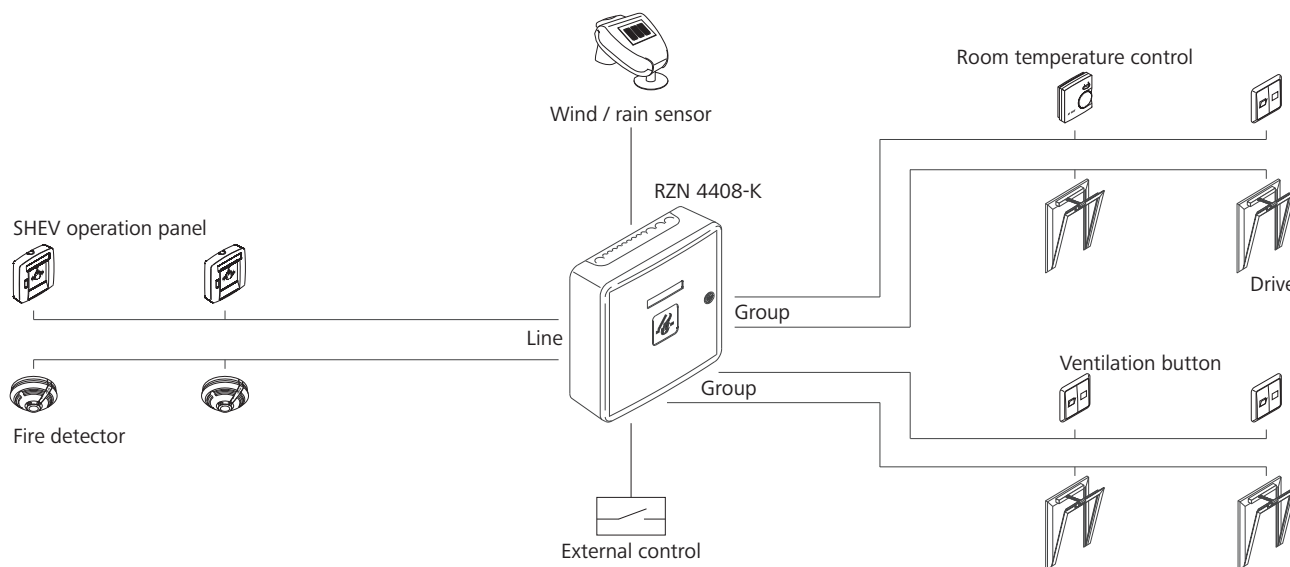 Room temperature control
Wind / rain sensor
RZN 4408-K
SHEV operation panel
Drive
Group
Line
Ventilation button
Group
Fire detector
External control